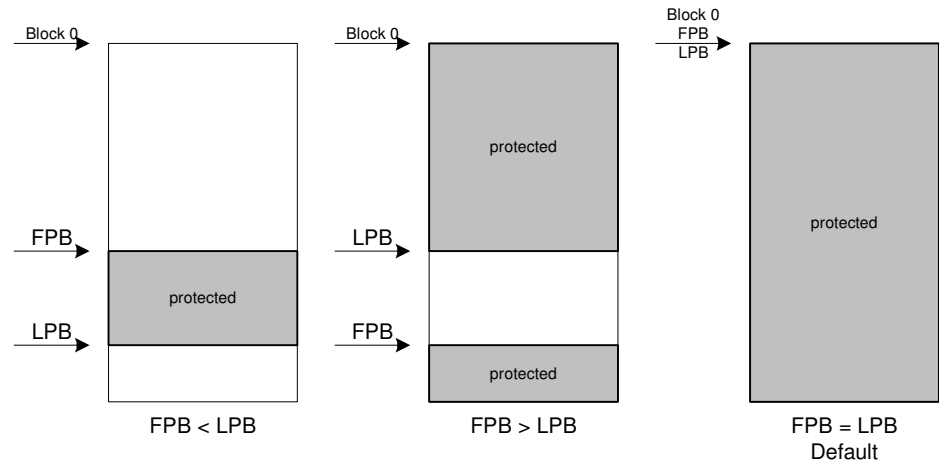 Block 0
FPB
protected
LPB
FPB < LPB
Block 0
protected
LPB
FPB
protected
FPB > LPB
Block 0
FPB
LPB
protected
FPB = LPB
Default